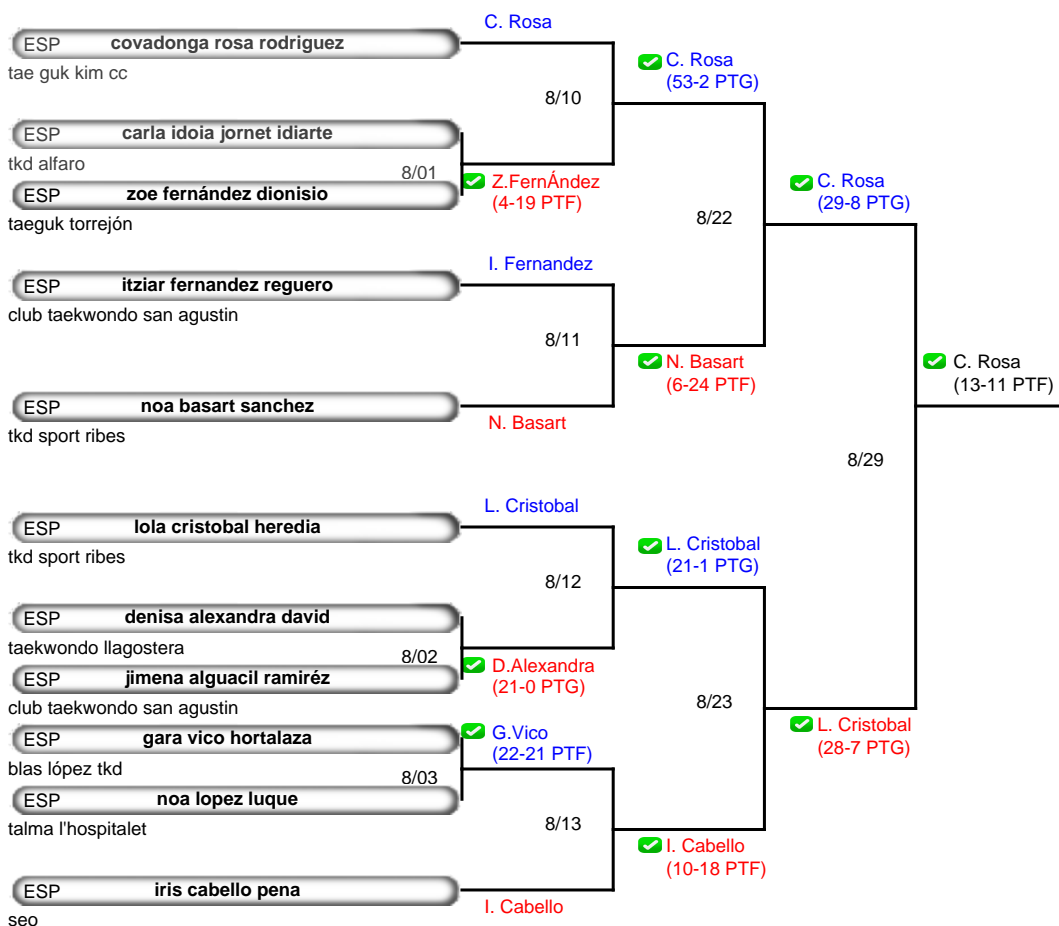 C. Rosa
ESP covadonga rosa rodriguez
tae guk kim cc
C. Rosa
(53-2 PTG)
8/10
ESP carla idoia jornet idiarte
tkd alfaro
8/01
Z.FernÁndez
(4-19 PTF)
ESP zoe fernández dionisio
taeguk torrejón
C. Rosa
(29-8 PTG)
8/22
I. Fernandez
ESP itziar fernandez reguero
club taekwondo san agustin
8/11
N. Basart
(6-24 PTF)
C. Rosa
(13-11 PTF)
ESP noa basart sanchez
N. Basart
tkd sport ribes
8/29
L. Cristobal
ESP lola cristobal heredia
tkd sport ribes
L. Cristobal
(21-1 PTG)
8/12
ESP denisa alexandra david
taekwondo llagostera
8/02
D.Alexandra
(21-0 PTG)
ESP jimena alguacil ramiréz
club taekwondo san agustin
8/23
L. Cristobal
(28-7 PTG)
ESP gara vico hortalaza
G.Vico
(22-21 PTF)
blas lópez tkd
8/03
ESP noa lopez luque
talma l'hospitalet
8/13
I. Cabello
(10-18 PTF)
ESP iris cabello pena
I. Cabello
seo